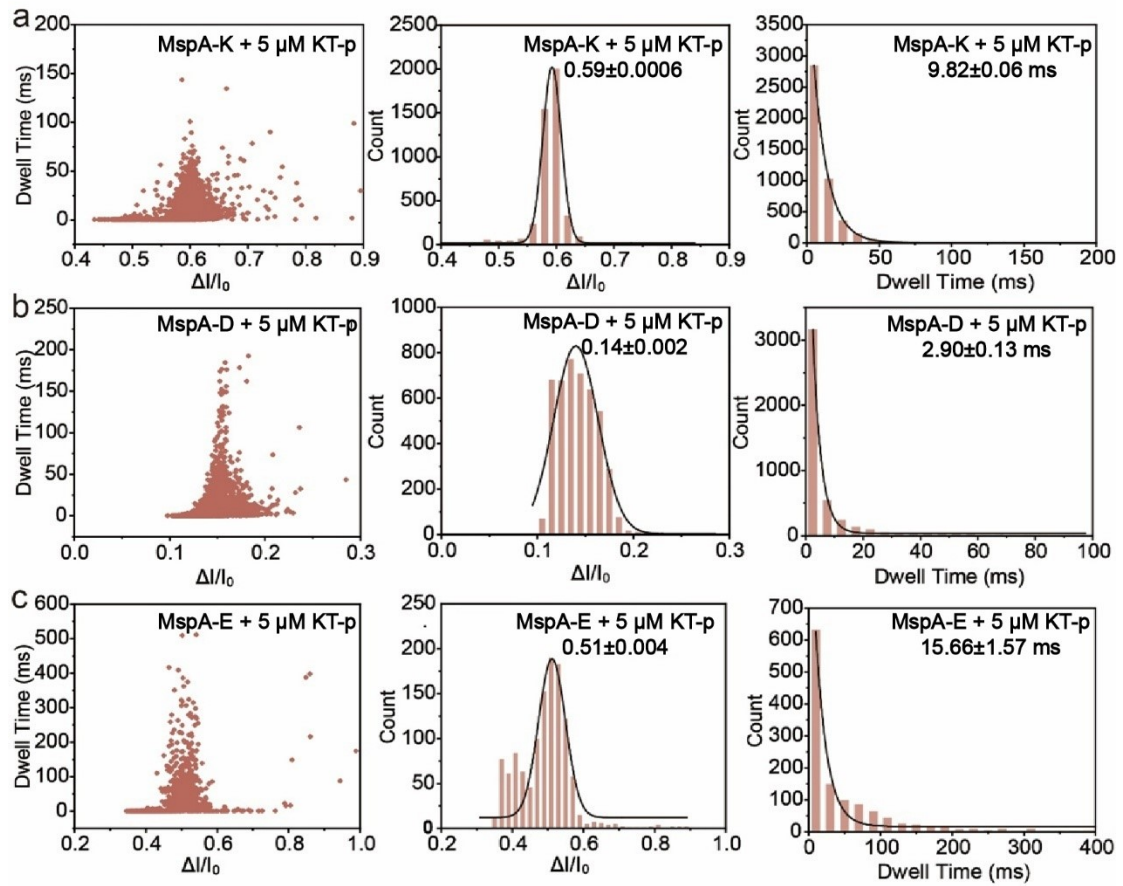 a
200
150
100
50
0
Dwell Time (ms)
MspA-K + 5 µM KT-p
0.4 0.5 0.6 0.7 0.8 0.9
ΔI/I₀
2500
2000
1500
1000
500
0
Count
MspA-K + 5 µM KT-p
0.59±0.0006
0.4 0.5 0.6 0.7 0.8 0.9
ΔI/I₀
3500
3000
2500
2000
1500
1000
500
0
Count
MspA-K + 5 µM KT-p
9.82±0.06 ms
0 50 100 150 200
Dwell Time (ms)
b
250
200
150
100
50
0
Dwell Time (ms)
MspA-D + 5 µM KT-p
0.0 0.1 0.2 0.3
ΔI/I₀
1000
800
600
400
200
0
Count
MspA-D + 5 µM KT-p
0.14±0.002
0.0 0.1 0.2 0.3
ΔI/I₀
3000
2000
1000
0
Count
MspA-D + 5 µM KT-p
2.90±0.13 ms
0 20 40 60 80 100
Dwell Time (ms)
c
600
500
400
300
200
100
0
Dwell Time (ms)
MspA-E + 5 µM KT-p
0.2 0.4 0.6 0.8 1.0
ΔI/I₀
250
200
150
100
50
0
Count
MspA-E + 5 µM KT-p
0.51±0.004
0.2 0.4 0.6 0.8 1.0
ΔI/I₀
700
600
500
400
300
200
100
0
Count
MspA-E + 5 µM KT-p
15.66±1.57 ms
0 100 200 300 400
Dwell Time (ms)